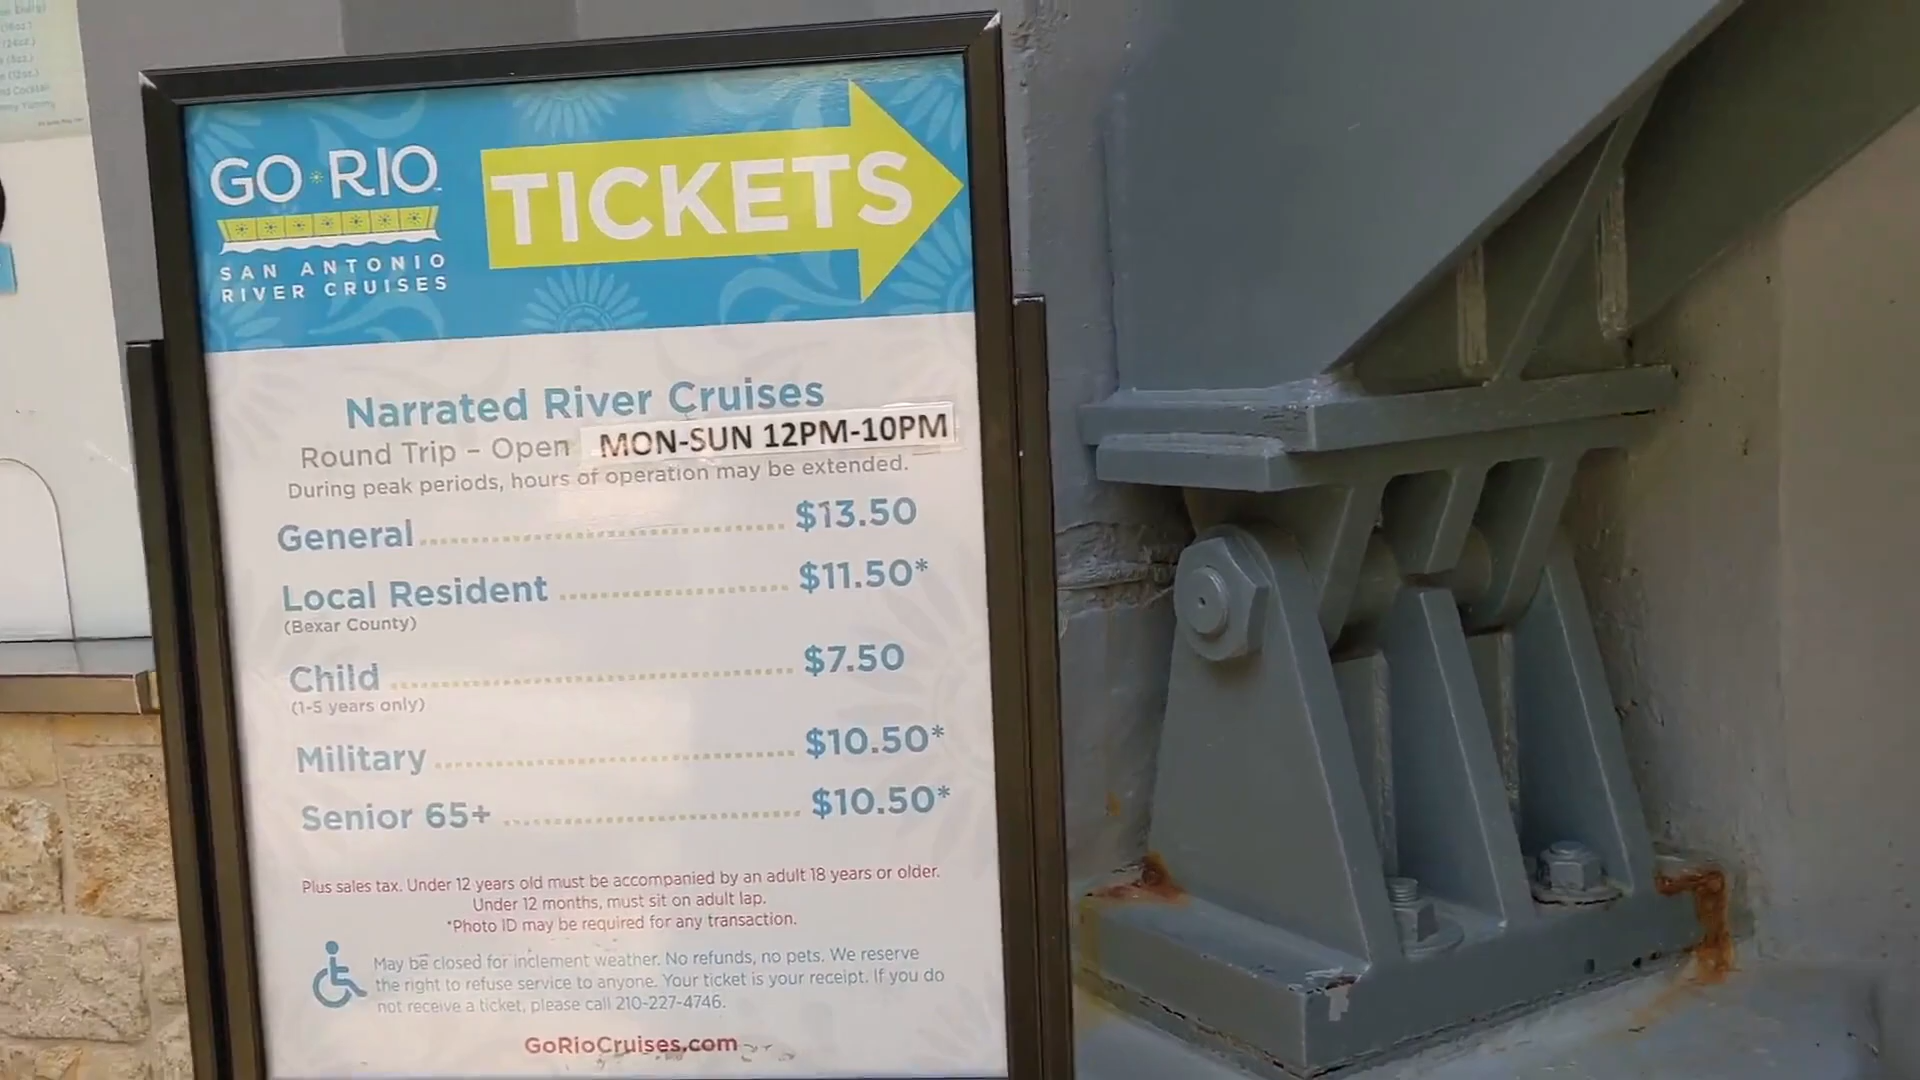 GO RIO
SAN ANTONIO
RIVER CRUISES
TICKETS
Narrated River Cruises
Round Trip – Open MON-SUN 12PM-10PM
During peak periods, hours of operation may be extended.
General $13.50
Local Resident $11.50*
(Bexar County)
Child $7.50
(1-5 years only)
Military $10.50*
Senior 65+ $10.50*
Plus sales tax. Under 12 years old must be accompanied by an adult 18 years or older.
Under 12 months, must sit on adult lap.
*Photo ID may be required for any transaction.
May be closed for inclement weather. No refunds, no pets. We reserve
the right to refuse service to anyone. Your ticket is your receipt. If you do
not receive a ticket, please call 210-227-4746.
GoRioCruises.com